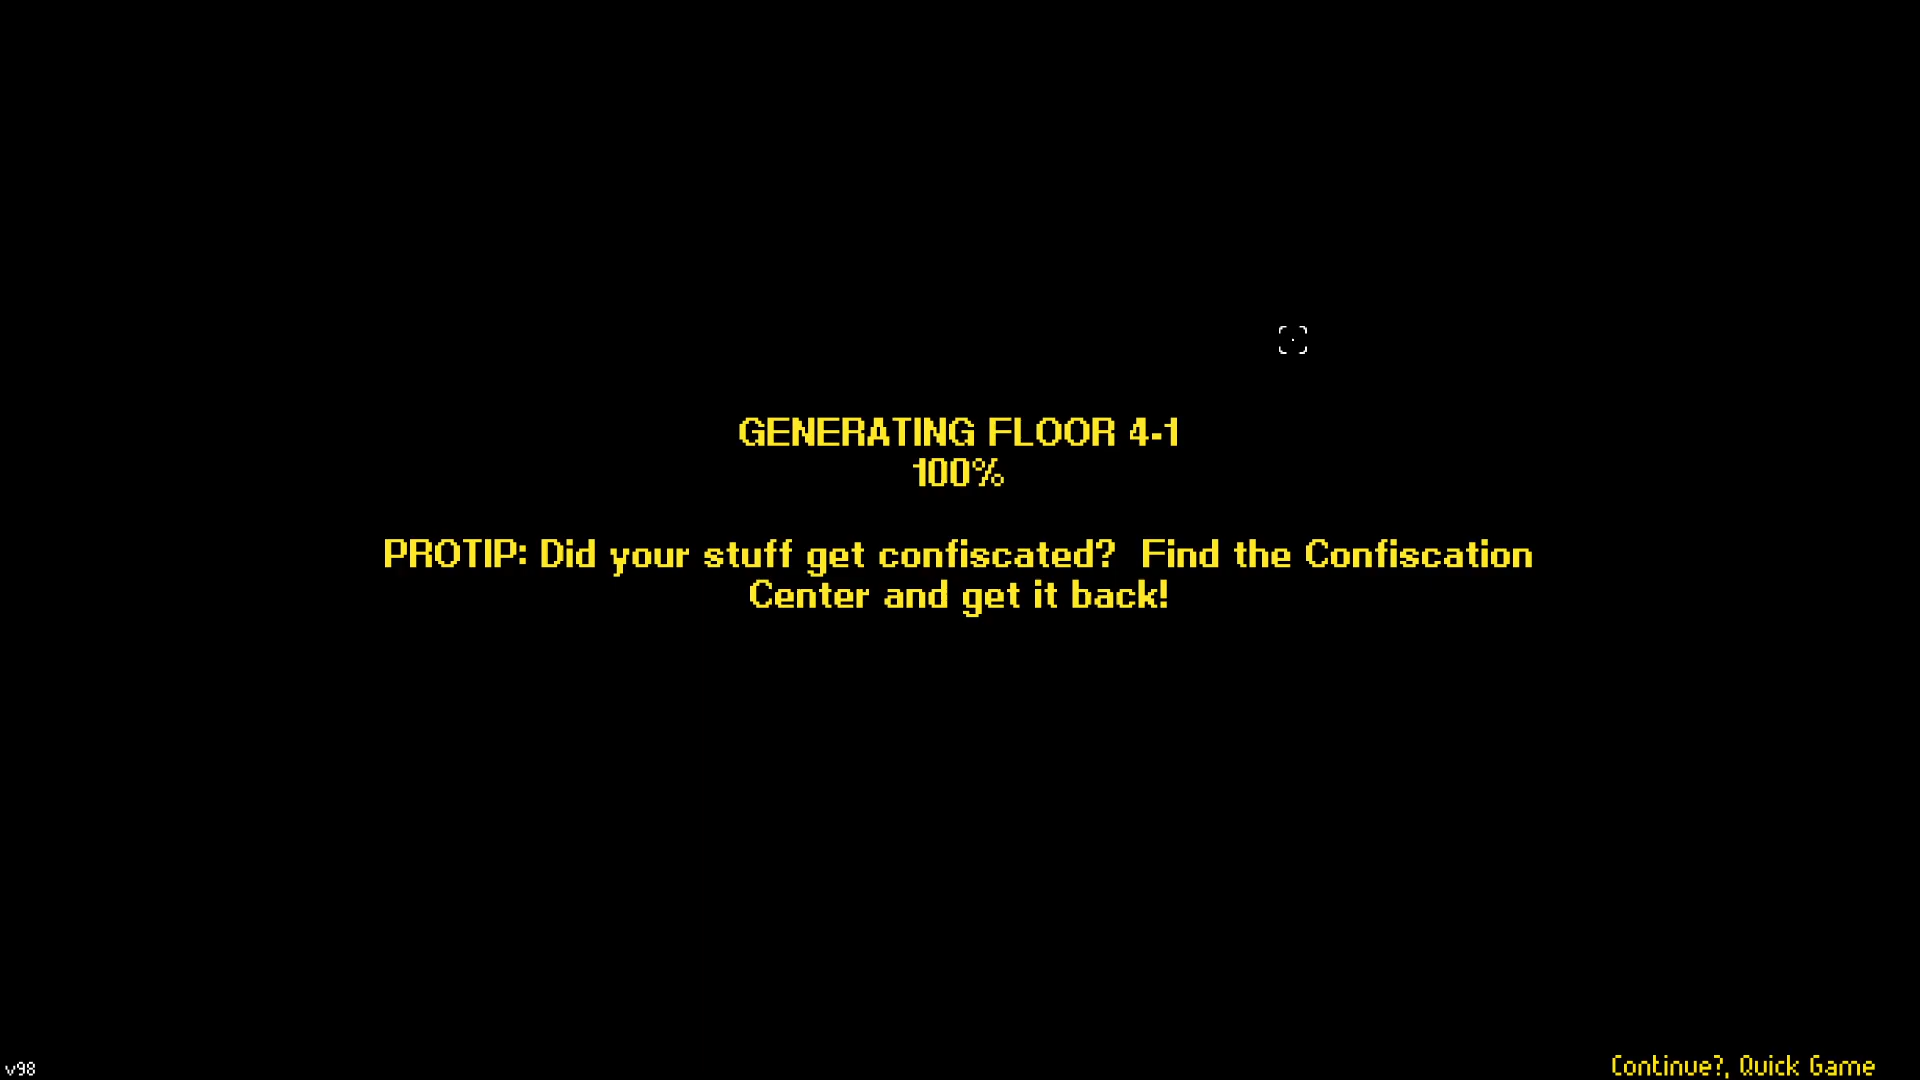 GENERATING FLOOR 4-1
100%
PROTIP: Did your stuff get confiscated?  Find the Confiscation
Center and get it back!
v98
Continue?, Quick Game